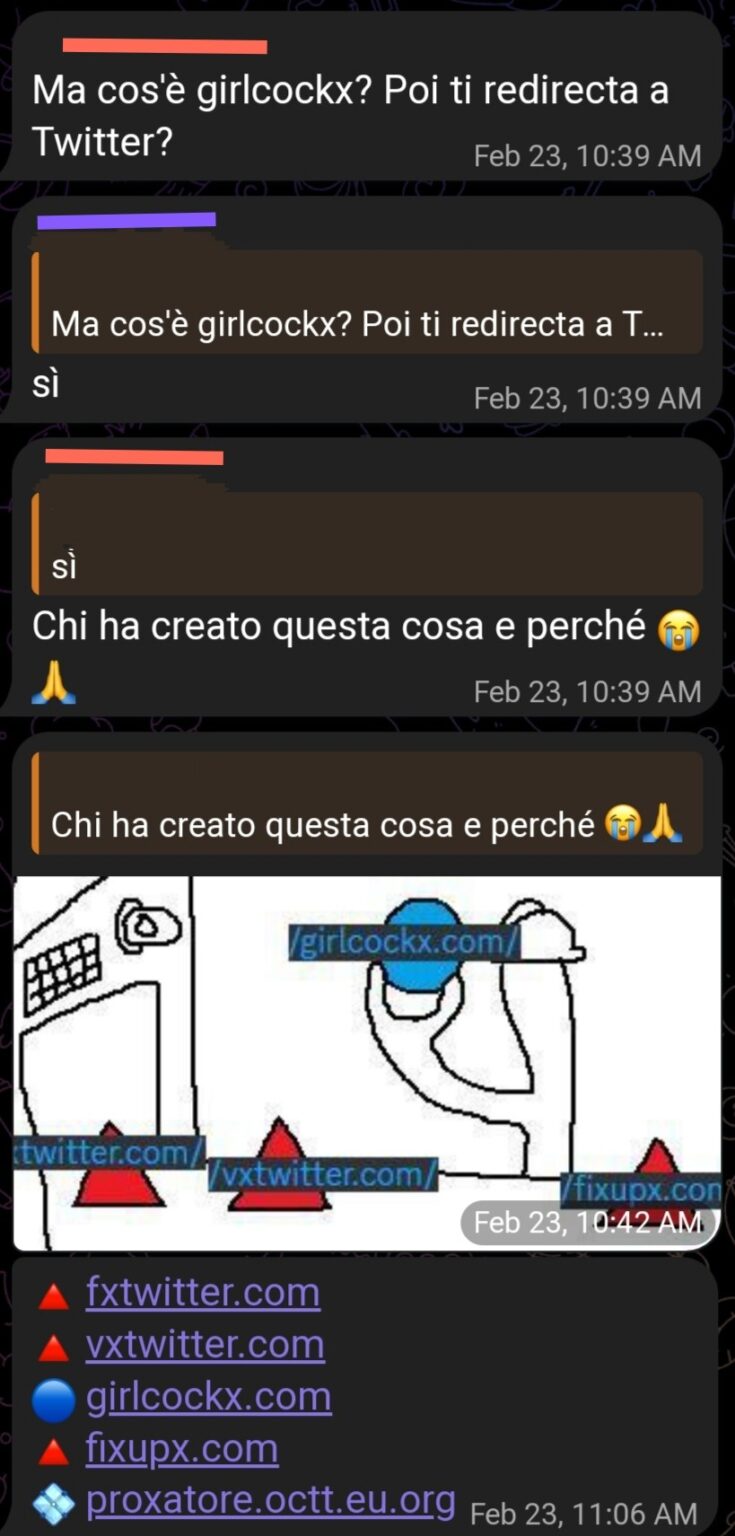 Ma cos'è girlcockx? Poi ti redirecta a
Twitter?
Feb 23, 10:39 AM
Ma cos'è girlcockx? Poi ti redirecta a T...
sì
Feb 23, 10:39 AM
sì
Chi ha creato questa cosa e perché 😭
🙏
Feb 23, 10:39 AM
Chi ha creato questa cosa e perché 😭🙏
/girlcockx.com/
xtwitter.com/
/vxtwitter.com/
/fixupx.com
Feb 23, 10:42 AM
🔺 fxtwitter.com
🔺 vxtwitter.com
🔵 girlcockx.com
🔺 fixupx.com
💠 proxatore.octt.eu.org
Feb 23, 11:06 AM